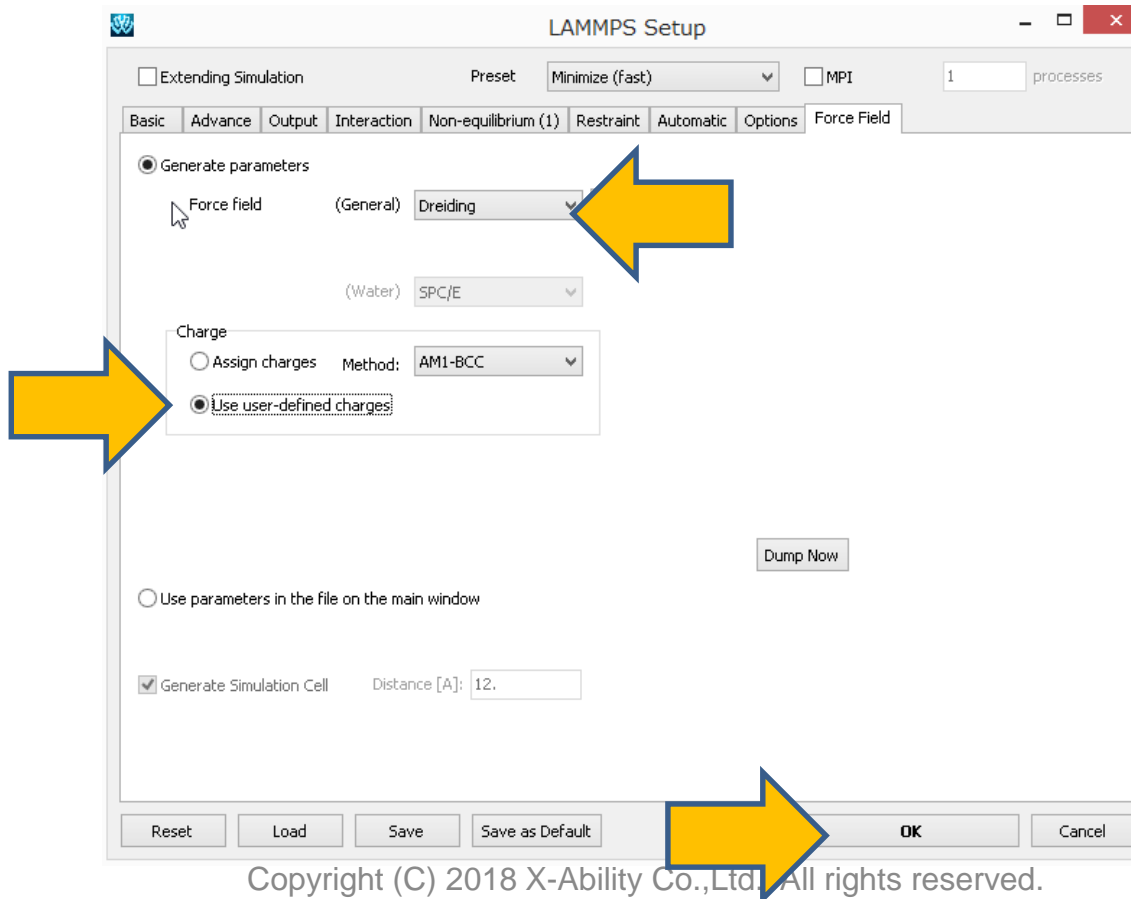 LAMMPS Setup
Extending Simulation Preset Minimize (fast) MPI 1 processes
Basic Advance Output Interaction Non-equilibrium (1) Restraint Automatic Options Force Field
Generate parameters
Force field (General) Dreiding
(Water) SPC/E
Charge
Assign charges Method: AM1-BCC
Use user-defined charges
Dump Now
Use parameters in the file on the main window
Generate Simulation Cell Distance [A]: 12.
Reset Load Save Save as Default OK Cancel
Copyright (C) 2018 X-Ability Co.,Ltd. All rights reserved.